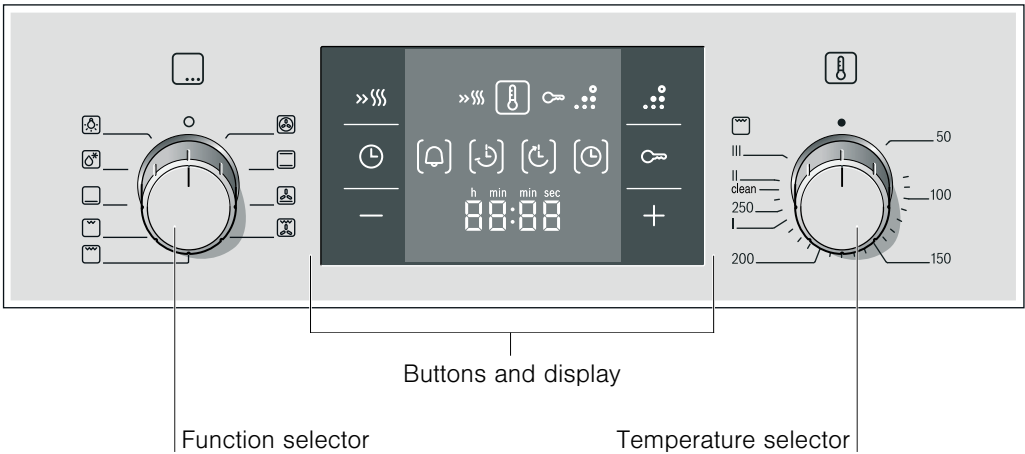 h min min sec
88:88
50
100
150
200
III
II
clean
250
I
Buttons and display
Function selector
Temperature selector